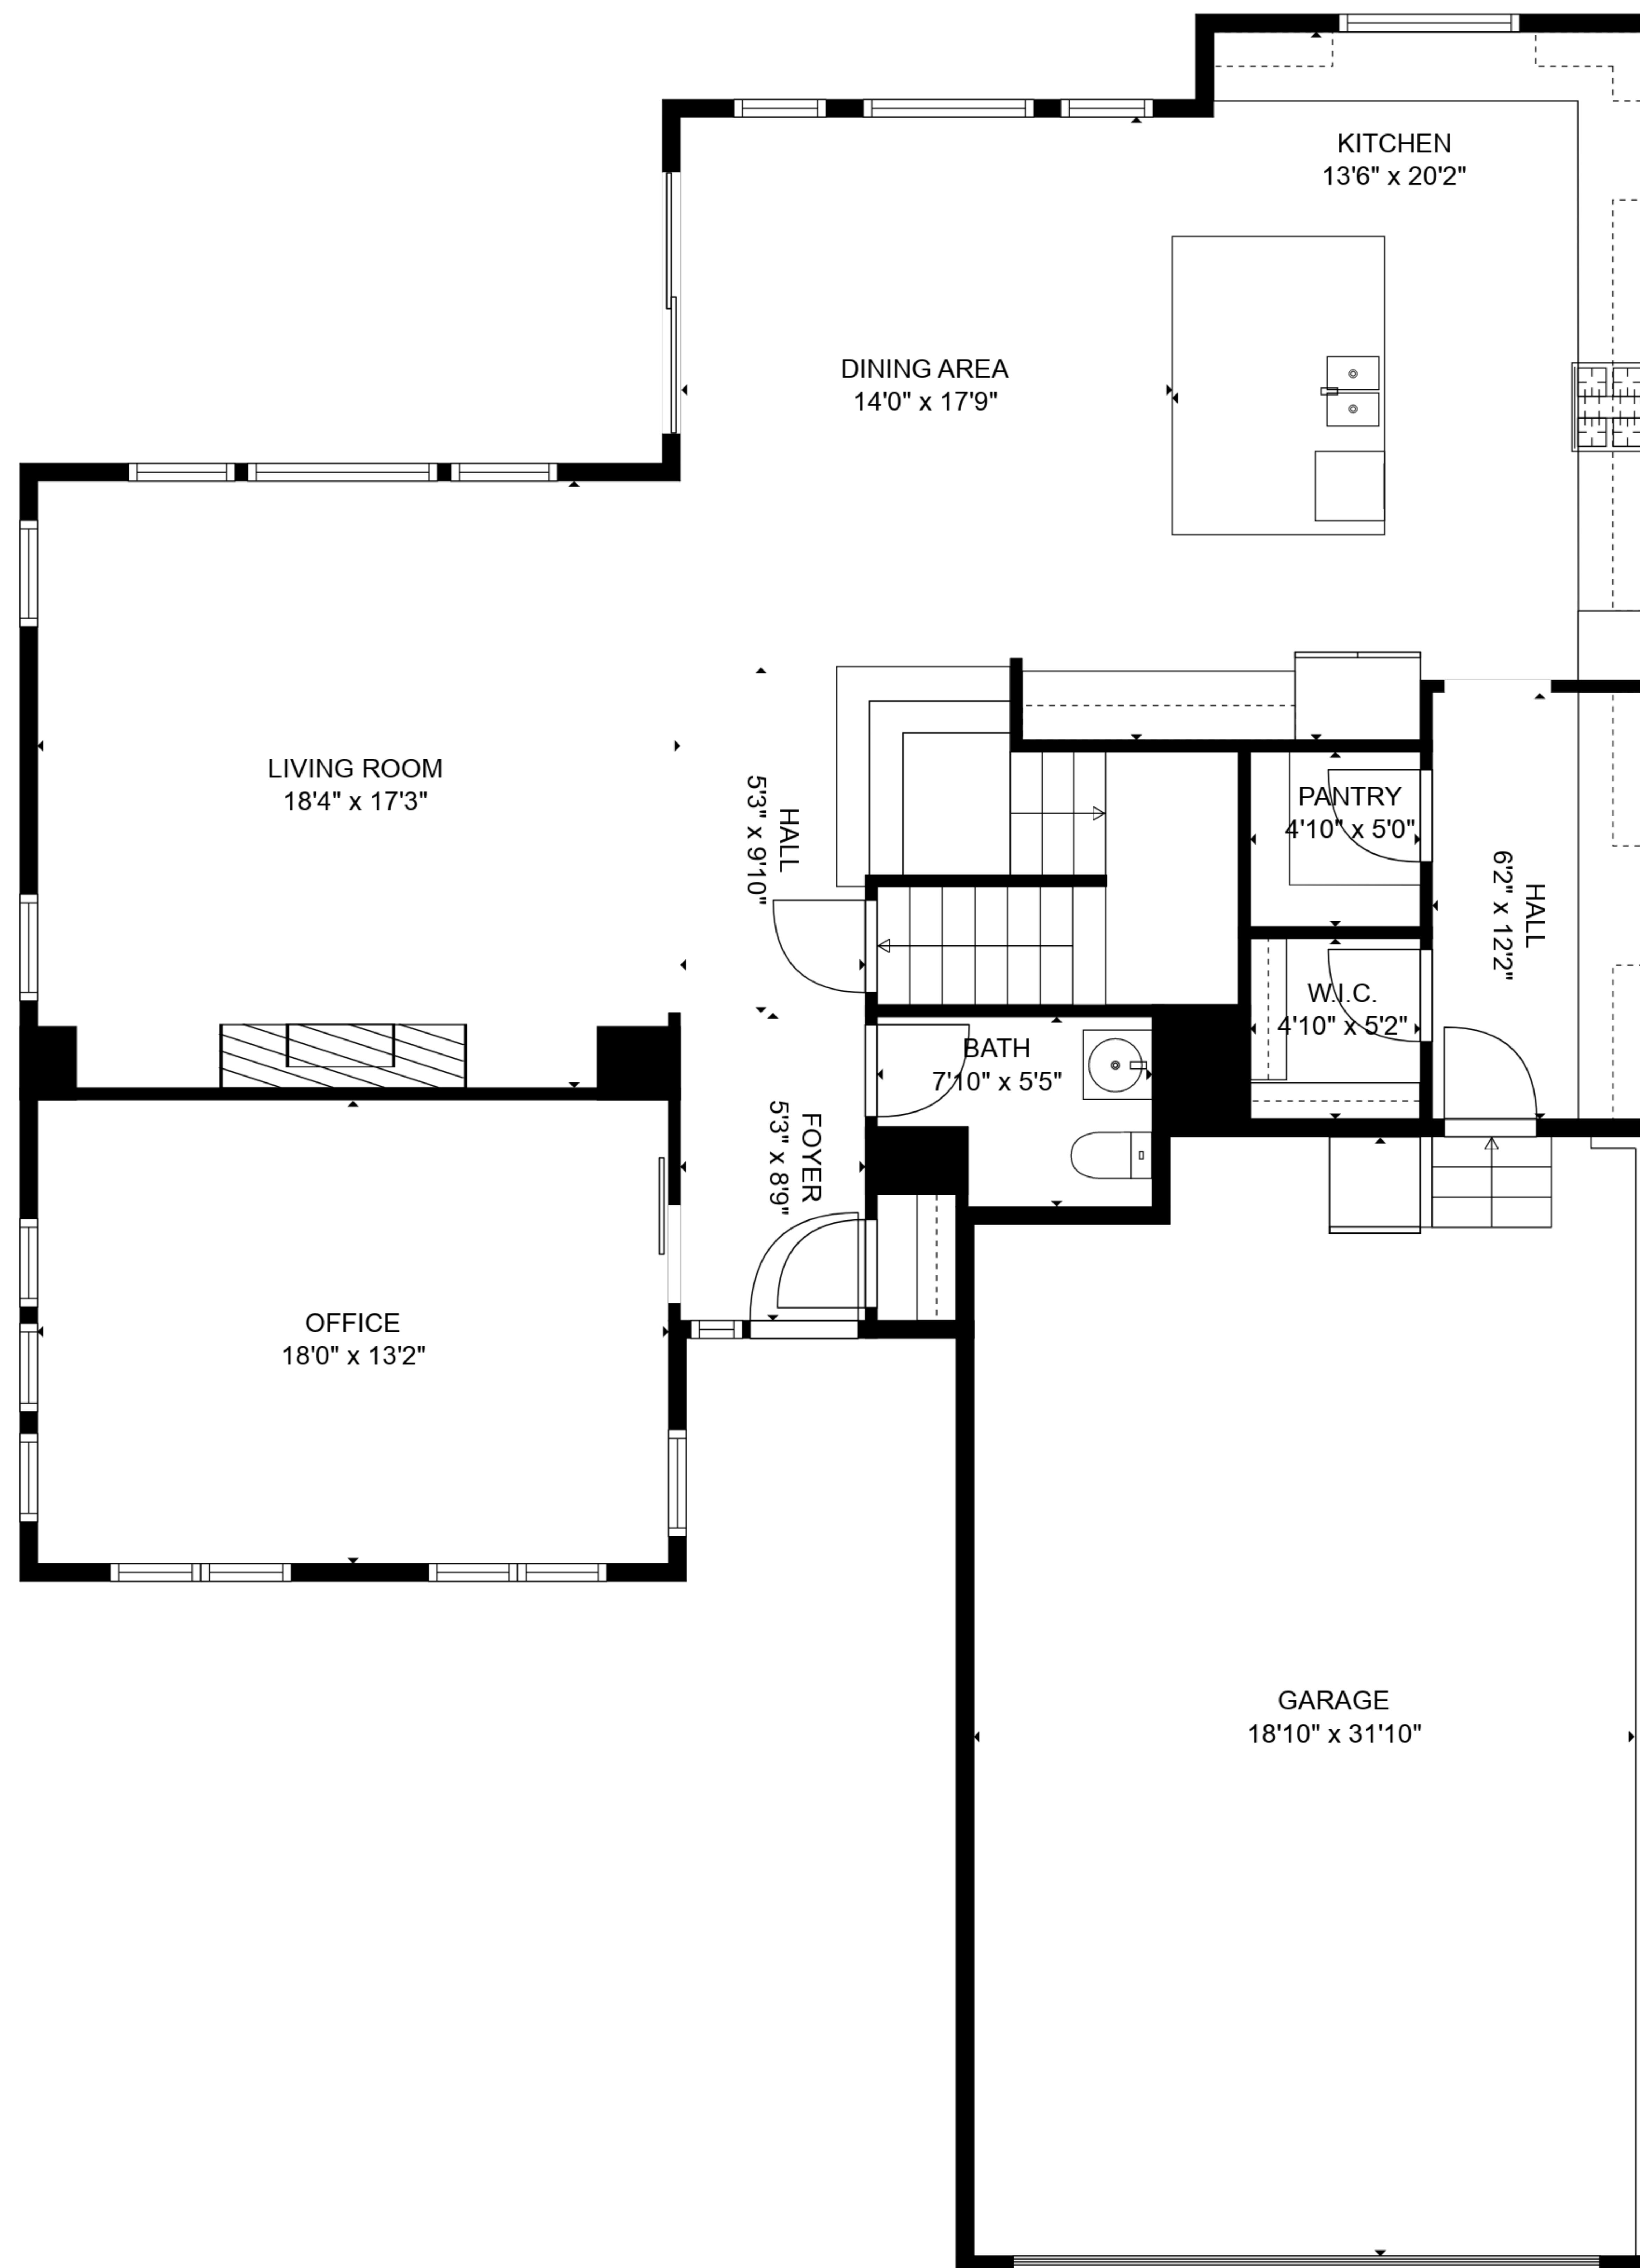 KITCHEN
13'6" x 20'2"
DINING AREA
14'0" x 17'9"
LIVING ROOM
18'4" x 17'3"
HALL
5'3" x 9'10"
PANTRY
4'10" x 5'0"
HALL
6'2" x 12'2"
W.I.C.
4'10" x 5'2"
BATH
7'10" x 5'5"
FOYER
5'3" x 8'9"
OFFICE
18'0" x 13'2"
GARAGE
18'10" x 31'10"